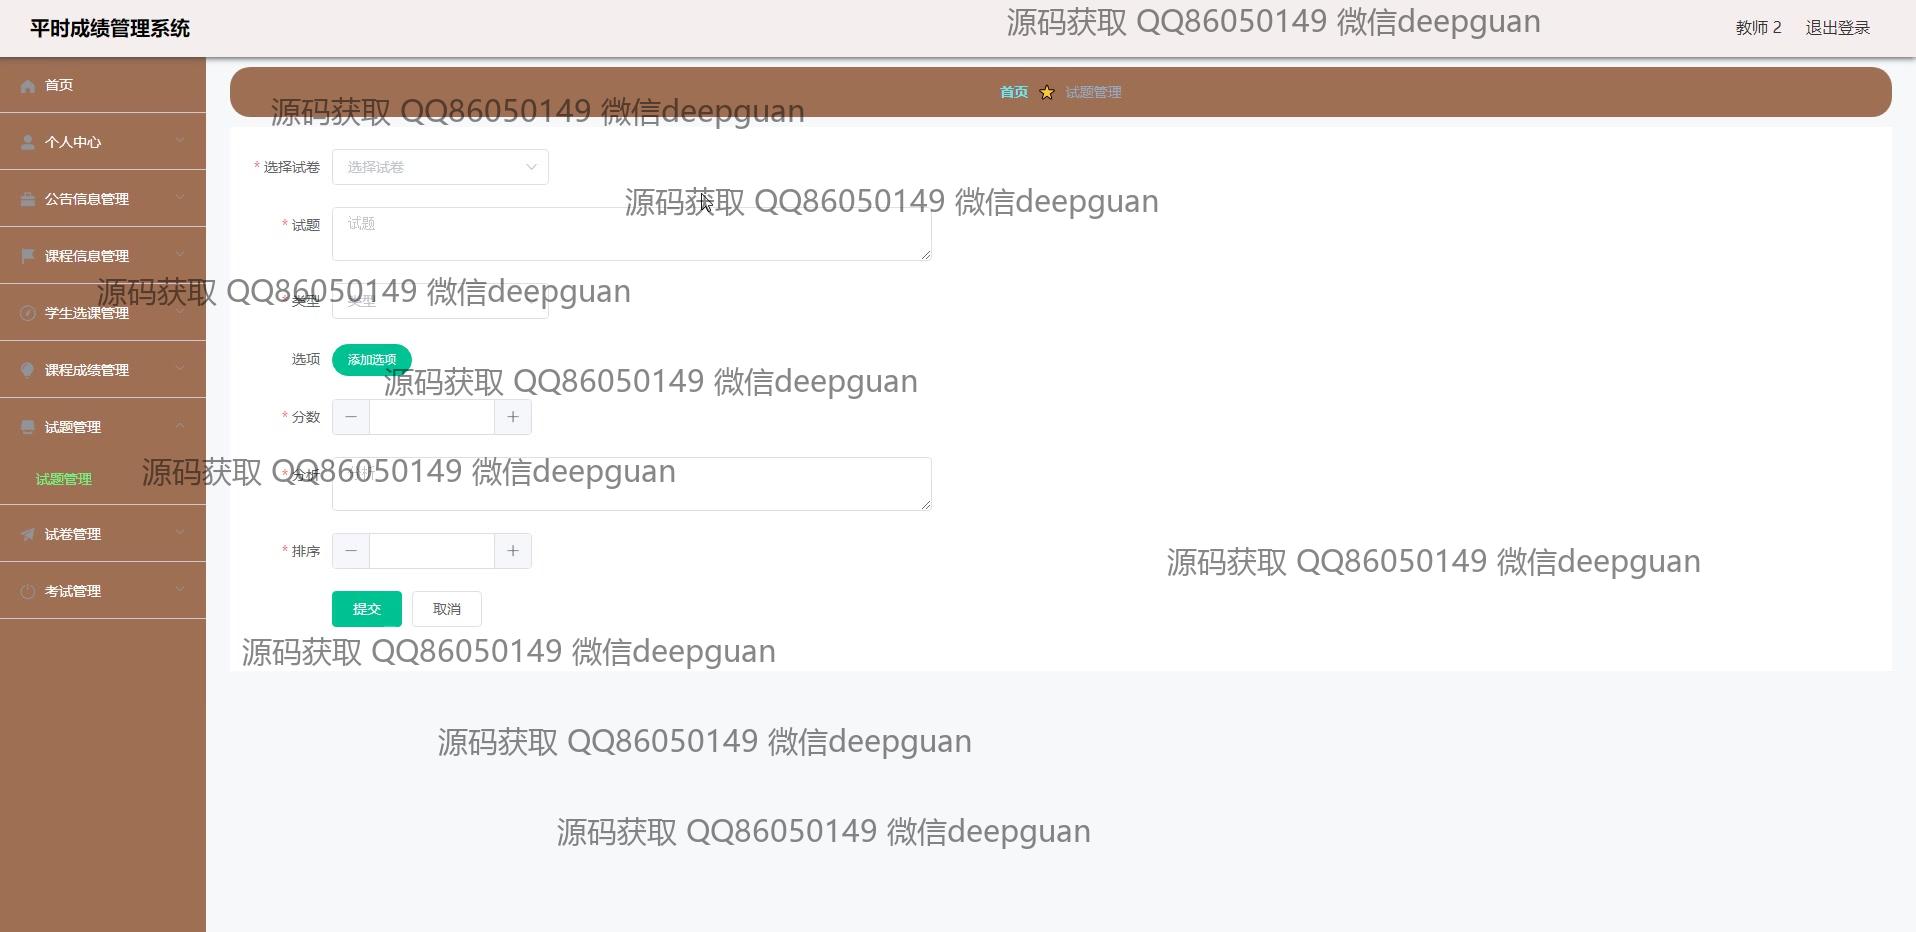 平时成绩管理系统
源码获取 QQ86050149 微信deepguan
教师 2 退出登录
首页
首页 试题管理
源码获取 QQ86050149 微信deepguan
个人中心
* 选择试卷 选择试卷
公告信息管理
源码获取 QQ86050149 微信deepguan
* 试题 试题
课程信息管理
源码获取 QQ86050149 微信deepguan
* 类型 类型
学生选课管理
选项 添加选项
课程成绩管理
源码获取 QQ86050149 微信deepguan
* 分数
试题管理
源码获取 QQ86050149 微信deepguan
* 分析 分析
试题管理
试卷管理
* 排序
源码获取 QQ86050149 微信deepguan
考试管理
提交 取消
源码获取 QQ86050149 微信deepguan
源码获取 QQ86050149 微信deepguan
源码获取 QQ86050149 微信deepguan